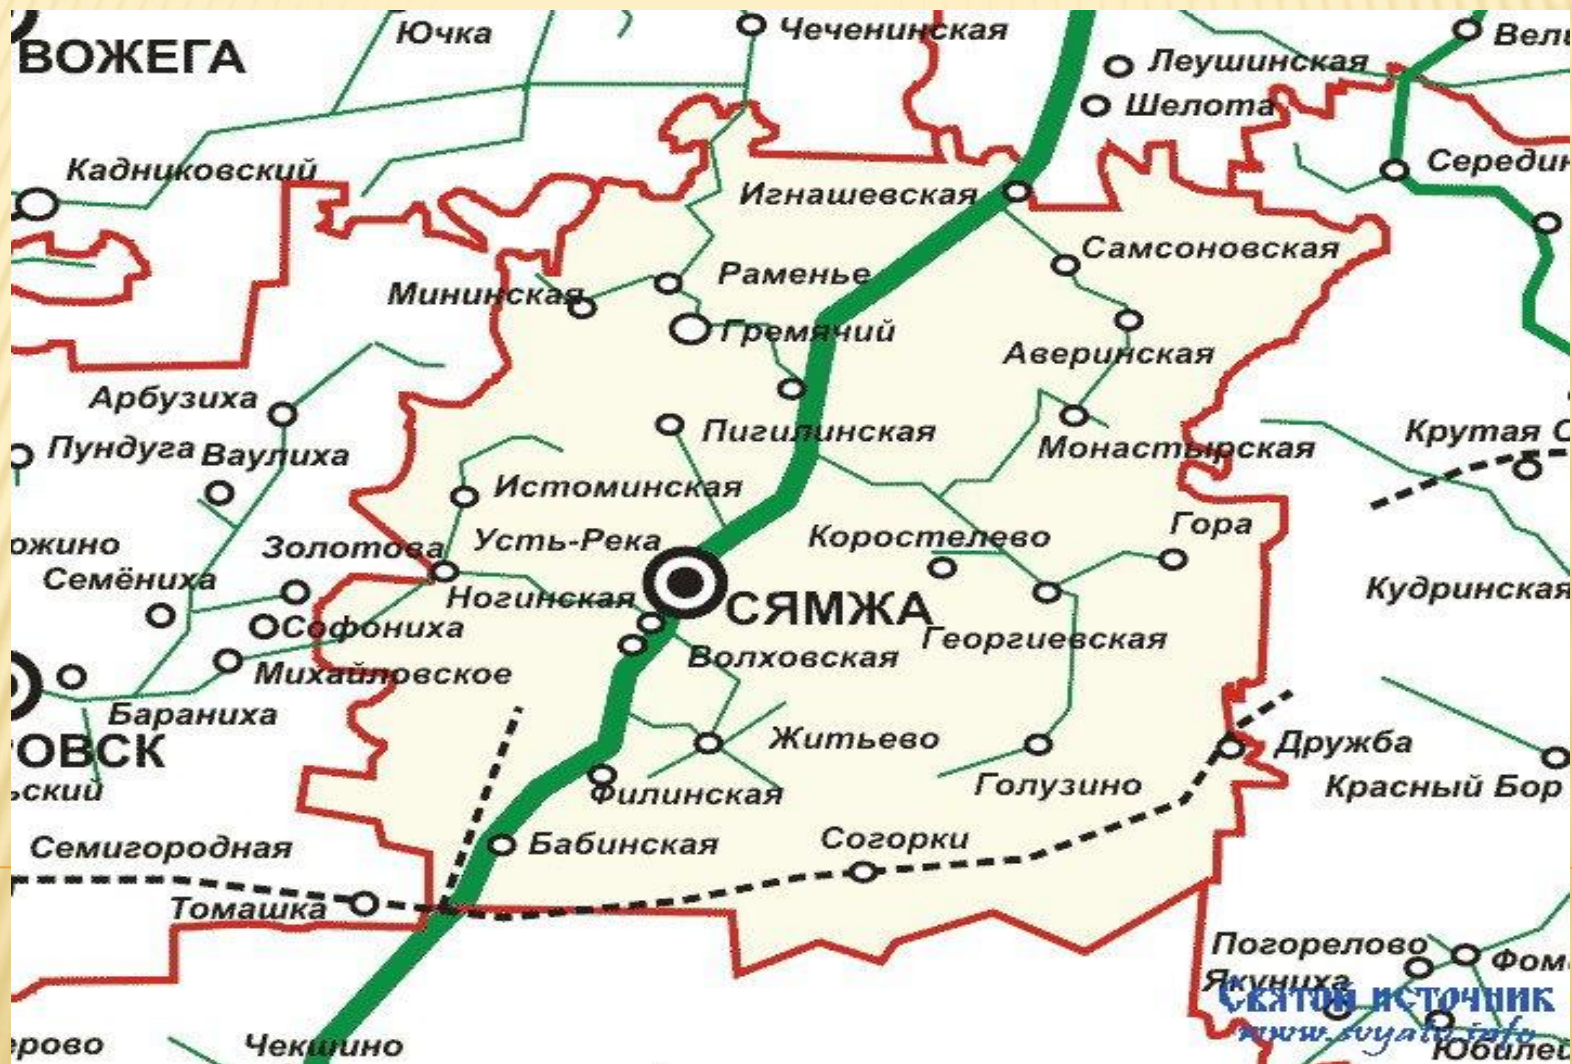 Ючка
Чеченинская
ВОЖЕГА
Леушинская
Шелота
Кадниковский
Игнашевская
Самсоновская
Раменье
Мининская
Гремячий
Аверинская
Арбузиха
Пигилинская
Крутая
Монастырская
Пундуга
Ваулиха
Истоминская
Гора
Усть-Река
Коростелево
Золотова
Семёниха
Ногинская
СЯМЖА
Кудринская
Софониха
Георгиевская
Волховская
Михайловское
Бараниха
Житьево
Дружба
Голузино
Красный Бор
Филинская
Согорки
Бабинская
Семигородная
Томашка
Погорелово
Якуниха
Святой источник
www.svyato.info
Чекшино